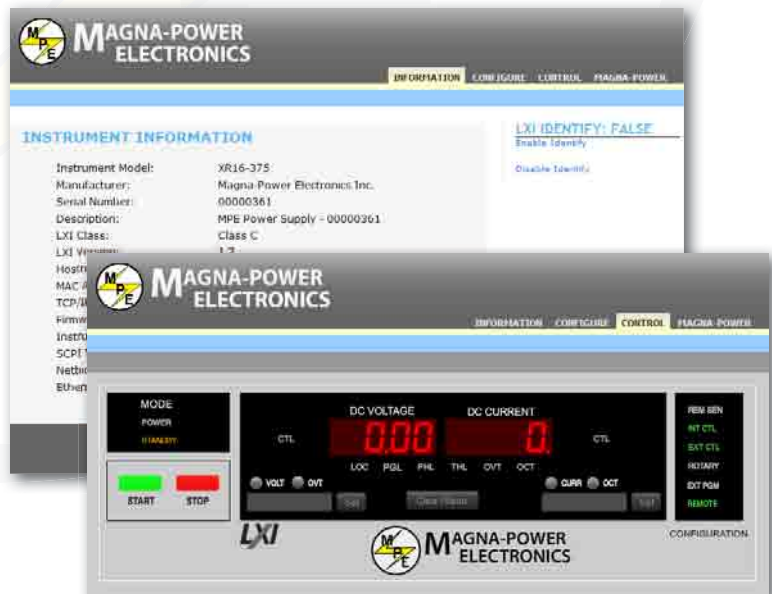 MPE
MAGNA-POWER
ELECTRONICS
INFORMATION CONFIGURE CONTROL MAGNA-POWER
INSTRUMENT INFORMATION
Instrument Model: XR16-375
Manufacturer: Magna-Power Electronics Inc.
Serial Number: 00000361
Description: MPE Power Supply - 00000361
LXI Class: Class C
LXI
LXI IDENTIFY: FALSE
Enable Identify
Disable Identify
MPE
MAGNA-POWER
ELECTRONICS
INFORMATION CONFIGURE CONTROL MAGNA-POWER
MODE
POWER
STANDBY
START STOP
DC VOLTAGE DC CURRENT
CTL 0.00 0. CTL
LOC PGL PHL THL OVT OCT
VOLT OVT CURR OCT
Set Set
REM SEN
INT CTL
EXT CTL
ROTARY
EXT PGM
REMOTE
CONFIGURATION
LXI
MPE
MAGNA-POWER
ELECTRONICS